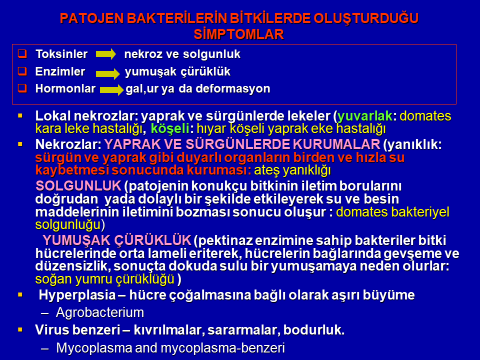 PATOJEN BAKTERİLERİN BİTKİLERDE OLUŞTURDUĞU
SİMPTOMLAR
Toksinler nekroz ve solgunluk
Enzimler yumuşak çürüklük
Hormonlar gal,ur ya da deformasyon
Lokal nekrozlar: yaprak ve sürgünlerde lekeler (yuvarlak: domates
kara leke hastalığı, köşeli: hıyar köşeli yaprak eke hastalığı
Nekrozlar: YAPRAK VE SÜRGÜNLERDE KURUMALAR (yanıklık:
sürgün ve yaprak gibi duyarlı organların birden ve hızla su
kaybetmesi sonucunda kuruması: ateş yanıklığı
SOLGUNLUK (patojenin konukçu bitkinin iletim borularını
doğrudan yada dolaylı bir şekilde etkileyerek su ve besin
maddelerinin iletimini bozması sonucu oluşur : domates bakteriyel
solgunluğu)
YUMUŞAK ÇÜRÜKLÜK (pektinaz enzimine sahip bakteriler bitki
hücrelerinde orta lameli eriterek, hücrelerin bağlarında gevşeme ve
düzensizlik, sonuçta dokuda sulu bir yumuşamaya neden olurlar:
soğan yumru çürüklüğü )
Hyperplasia – hücre çoğalmasına bağlı olarak aşırı büyüme
– Agrobacterium
Virus benzeri – kıvrılmalar, sararmalar, bodurluk.
– Mycoplasma and mycoplasma-benzeri